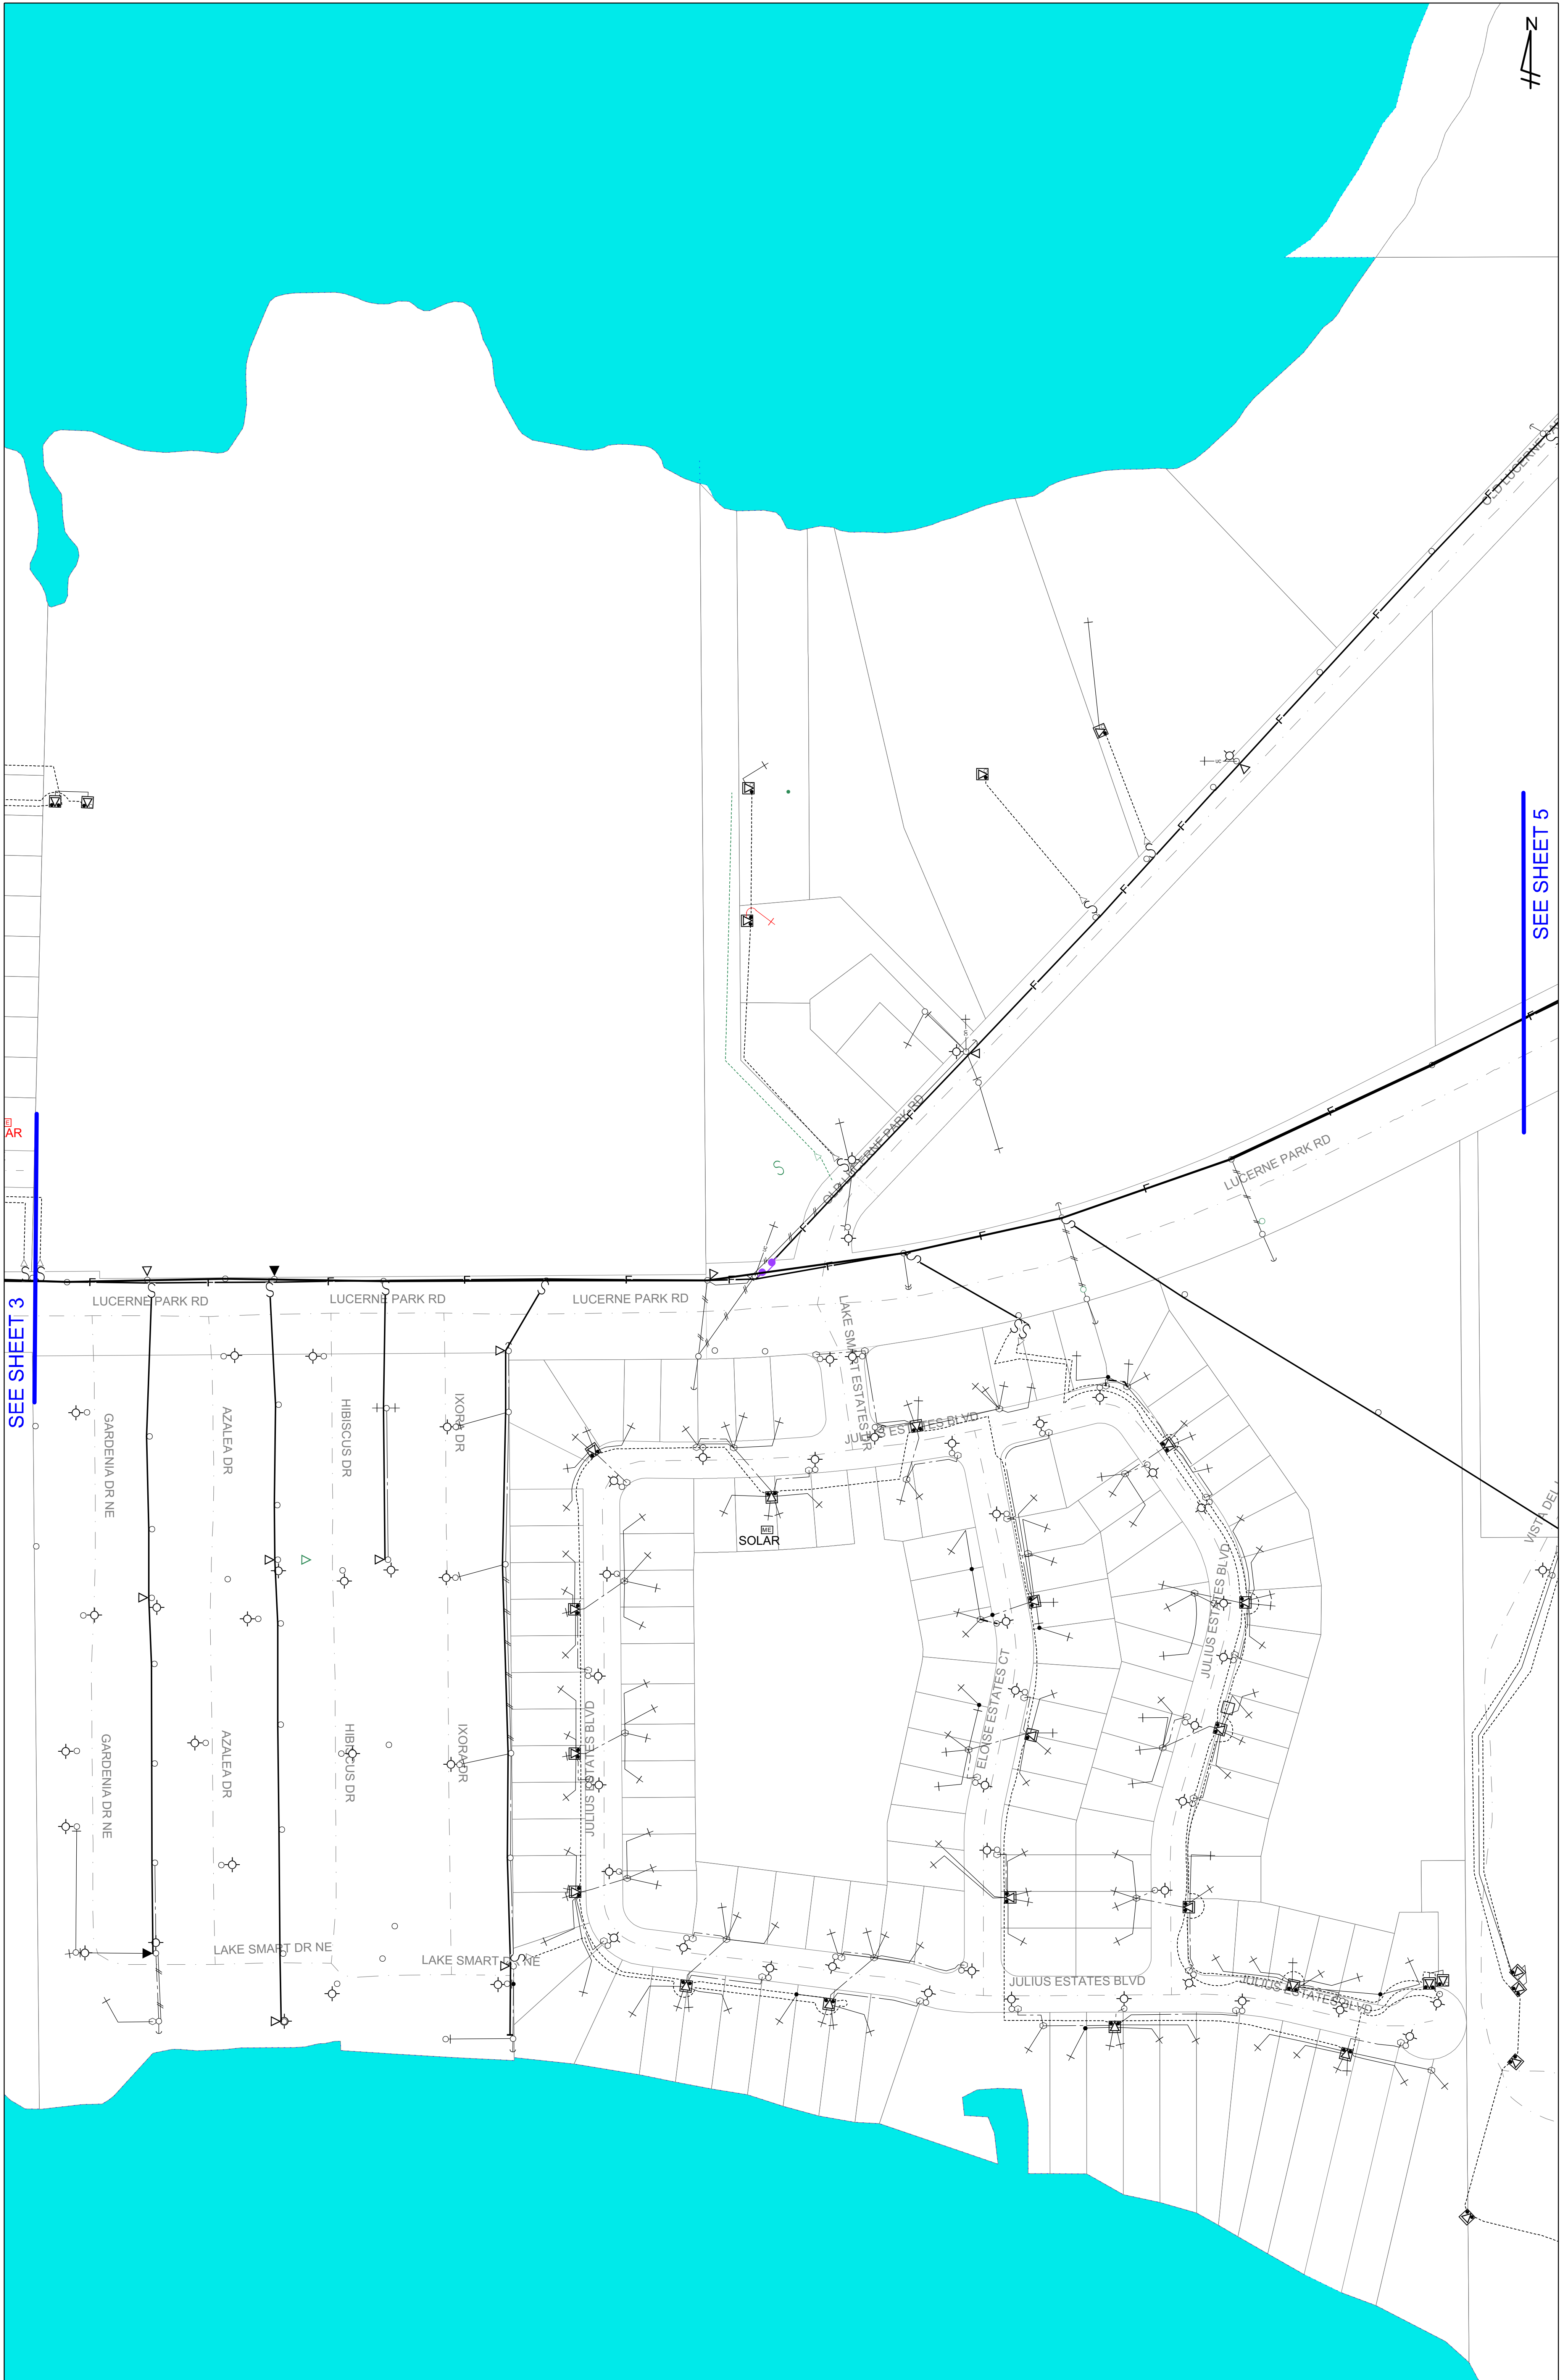 N
OLD LUCERNE
SEE SHEET 5
AR
OLD LUCERNE PARK RD
LUCERNE PARK RD
SEE SHEET 3
LUCERNE PARK RD
LUCERNE PARK RD
LUCERNE PARK RD
LAKE SMART ESTATES DR
GARDENIA DR NE
AZALEA DR
HIBISCUS DR
IXORA DR
JULIUS ESTATES BLVD
ME
SOLAR
JULIUS ESTATES BLVD
VISTA DEL
GARDENIA DR NE
AZALEA DR
HIBISCUS DR
IXORA DR
JULIUS ESTATES BLVD
ELOISE ESTATES CT
LAKE SMART DR NE
LAKE SMART DR NE
JULIUS ESTATES BLVD
JULIUS ESTATES BLVD